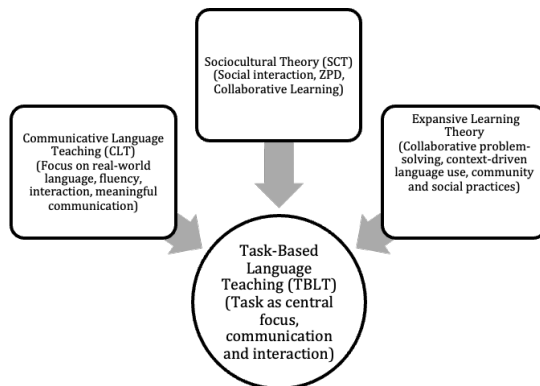 Sociocultural Theory (SCT)
(Social interaction, ZPD,
Collaborative Learning)
Communicative Language
Teaching (CLT)
(Focus on real-world
language, fluency,
interaction, meaningful
communication)
Expansive Learning
Theory
(Collaborative problem-
solving, context-driven
language use, community
and social practices)
Task-Based
Language
Teaching (TBLT)
(Task as central
focus,
communication
and interaction)